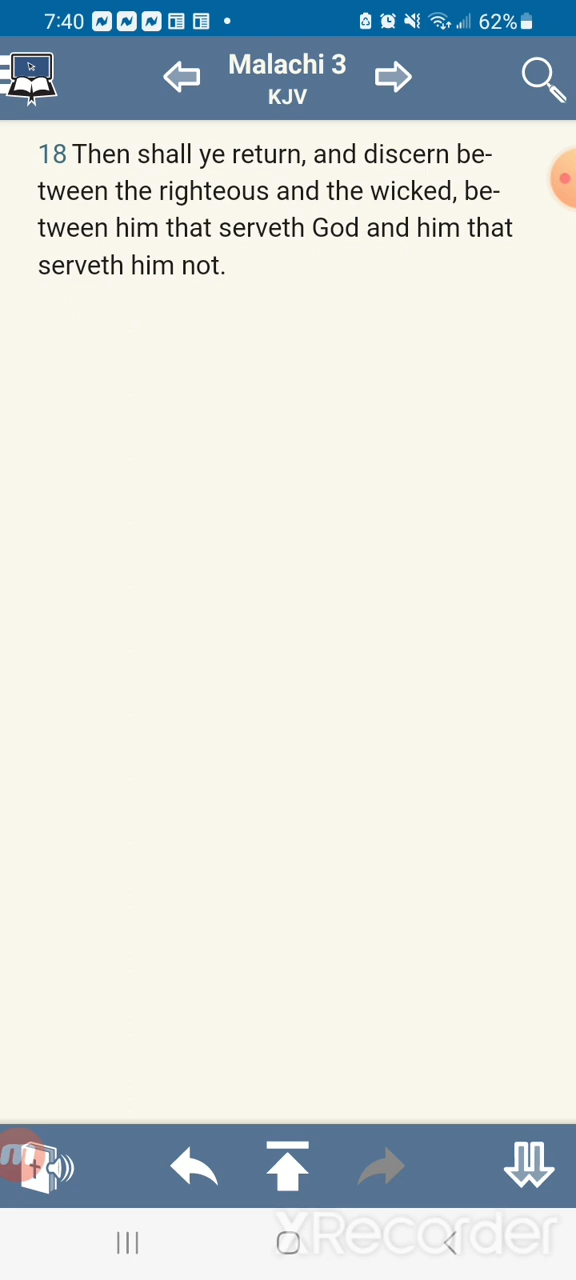 7:40 62%
Malachi 3
KJV
18 Then shall ye return, and discern be-
tween the righteous and the wicked, be-
tween him that serveth God and him that
serveth him not.
XRecorder